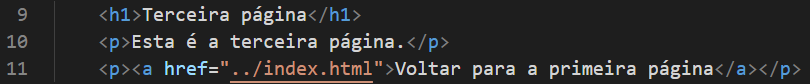 9 <h1>Terceira página</h1>
10 <p>Esta é a terceira página.</p>
11 <p><a href="../index.html">Voltar para a primeira página</a></p>